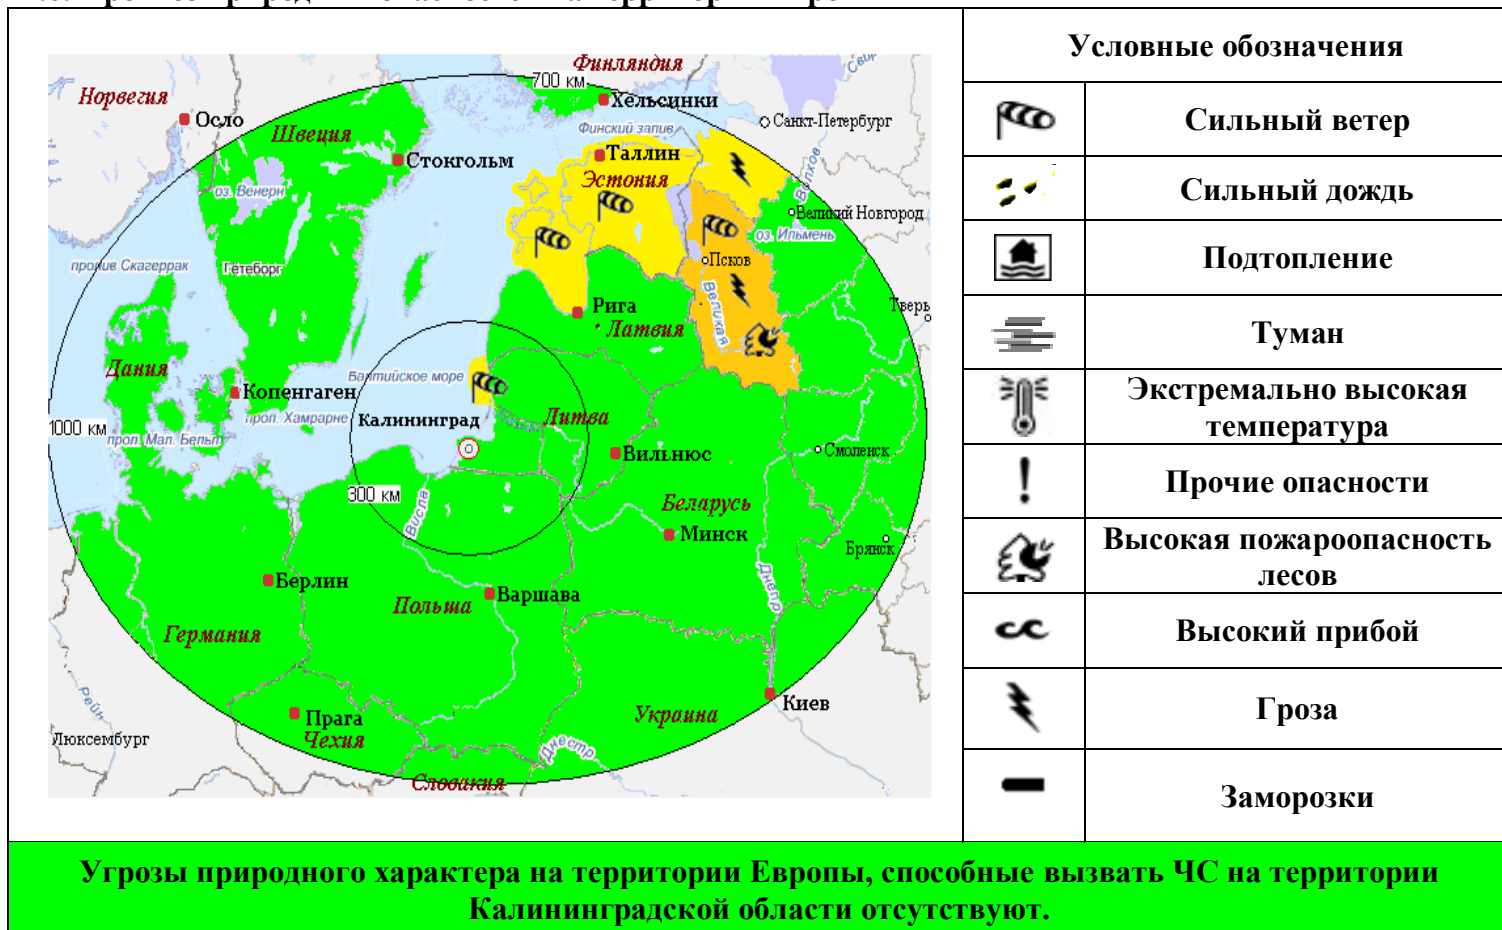 Условные обозначения
Финляндия
700 км
Норвегия
Хельсинки
Осло
Финский залив
Санкт-Петербург
Швеция
Стокгольм
Таллин
Эстония
Волхов
оз. Венерн
Великий Новгород
оз. Ильмень
Псков
пролив Скагеррак
Гетеборг
Великая
Рига
Латвия
Тверь
Дания
Балтийское море
Копенгаген
проп. Хамрарне
Калининград
Литва
1000 км
проп. Мал. Бельт
Вильнюс
Смоленск
300 км
Висла
Беларусь
Минск
Брянск
Днепр
Берлин
Польша
Варшава
Германия
Рейн
Прага
Чехия
Украина
Киев
Люксембург
Днестр
Словакия
Сильный ветер
Сильный дождь
Подтопление
Туман
Экстремально высокая
температура
Прочие опасности
Высокая пожароопасность
лесов
Высокий прибой
Гроза
Заморозки
Угрозы природного характера на территории Европы, способные вызвать ЧС на территории
Калининградской области отсутствуют.